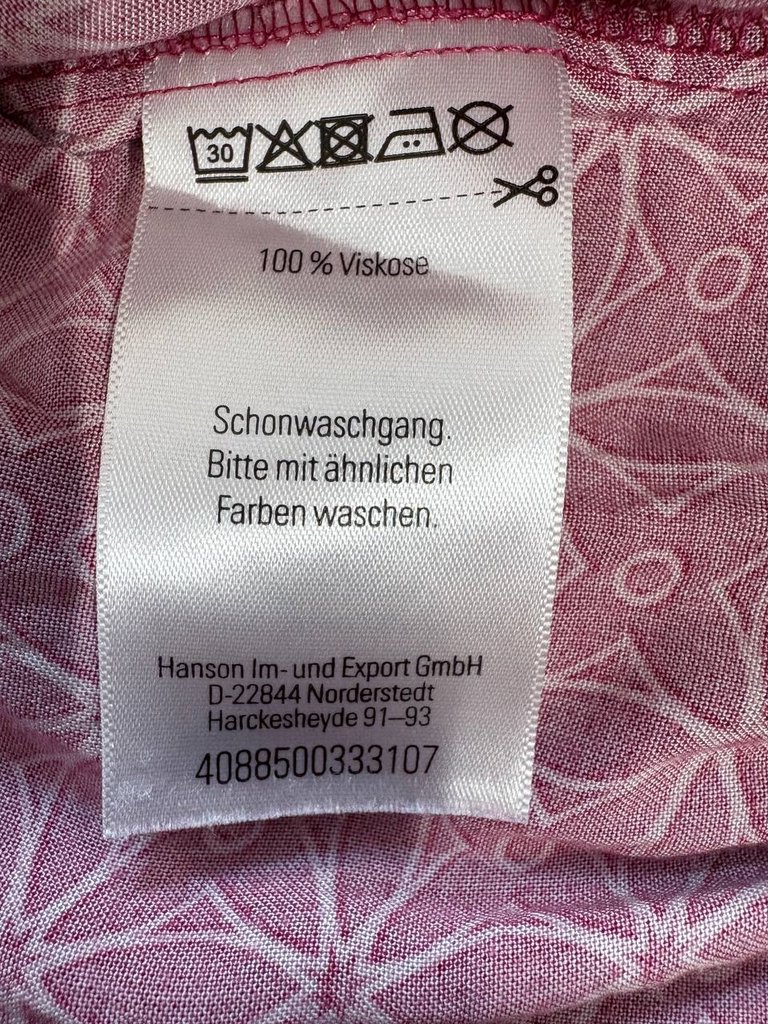 30
100 % Viskose
Schonwaschgang.
Bitte mit ähnlichen
Farben waschen.
Hanson Im- und Export GmbH
D-22844 Norderstedt
Harckesheyde 91–93
4088500333107